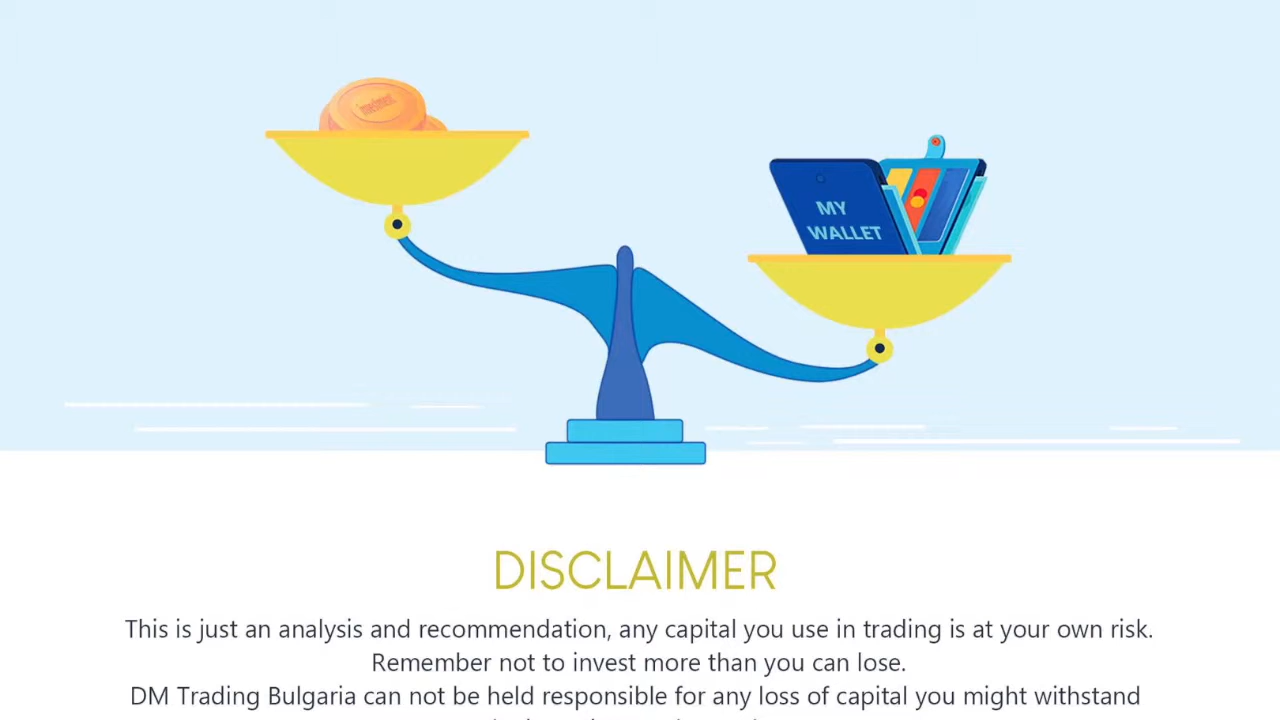 MY
WALLET
DISCLAIMER
This is just an analysis and recommendation, any capital you use in trading is at your own risk.
Remember not to invest more than you can lose.
DM Trading Bulgaria can not be held responsible for any loss of capital you might withstand